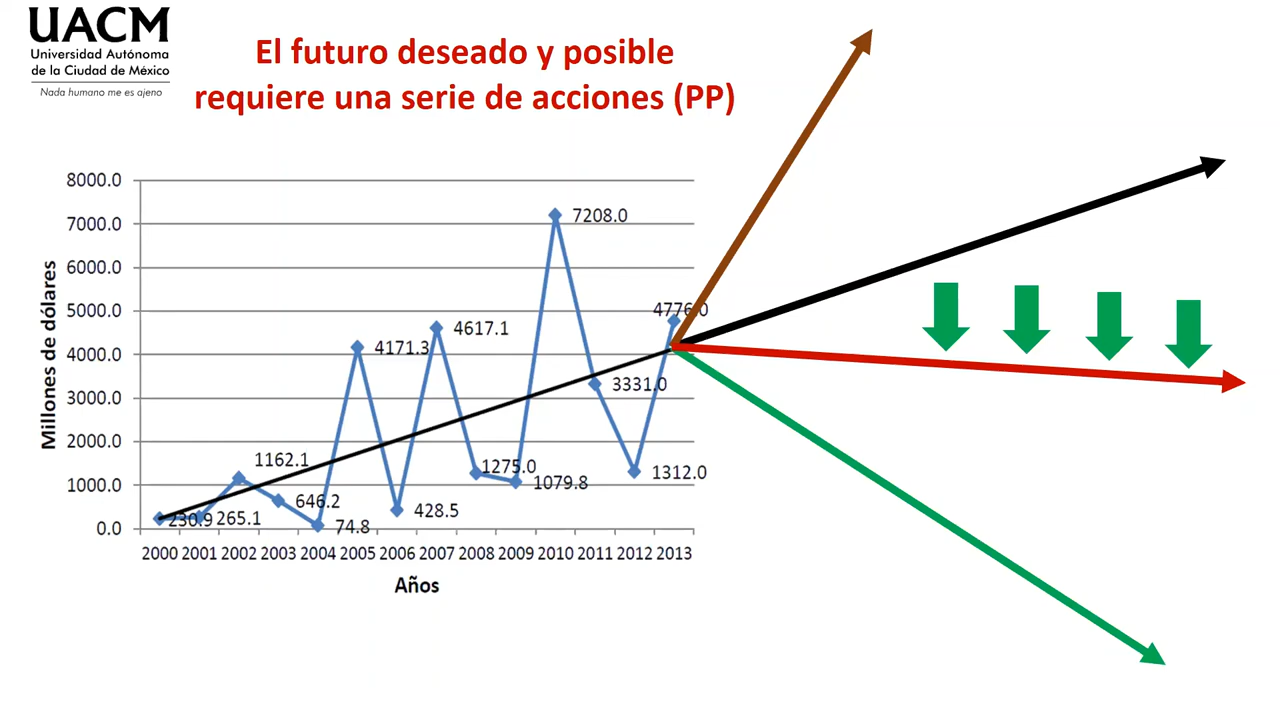 UACM
Universidad Autónoma
de la Ciudad de México
Nada humano me es ajeno
El futuro deseado y posible
requiere una serie de acciones (PP)
Millones de dólares
8000.0
7000.0
6000.0
5000.0
4000.0
3000.0
2000.0
1000.0
0.0
230.9
265.1
1162.1
646.2
74.8
4171.3
428.5
4617.1
1275.0
1079.8
7208.0
3331.0
1312.0
4776.0
2000 2001 2002 2003 2004 2005 2006 2007 2008 2009 2010 2011 2012 2013
Años